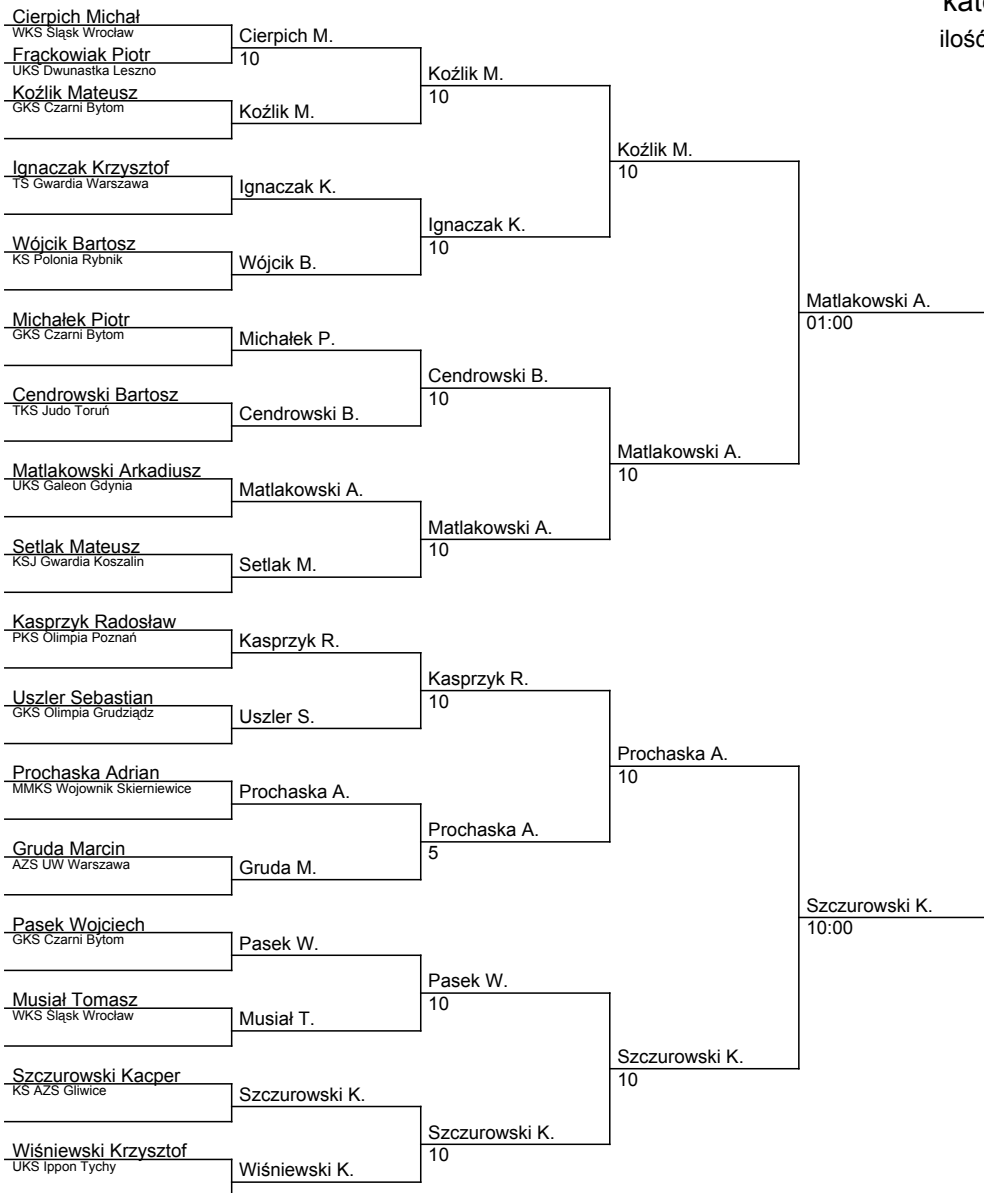 Cierpich Michał
WKS Śląsk Wrocław
Frąckowiak Piotr
UKS Dwunastka Leszno
Koźlik Mateusz
GKS Czarni Bytom
Ignaczak Krzysztof
TS Gwardia Warszawa
Wójcik Bartosz
KS Polonia Rybnik
Michałek Piotr
GKS Czarni Bytom
Cendrowski Bartosz
TKS Judo Toruń
Matlakowski Arkadiusz
UKS Galeon Gdynia
Setlak Mateusz
KSJ Gwardia Koszalin
Kasprzyk Radosław
PKS Olimpia Poznań
Uszler Sebastian
GKS Olimpia Grudziądz
Prochaska Adrian
MMKS Wojownik Skierniewice
Gruda Marcin
AZS UW Warszawa
Pasek Wojciech
GKS Czarni Bytom
Musiał Tomasz
WKS Śląsk Wrocław
Szczurowski Kacper
KS AZS Gliwice
Wiśniewski Krzysztof
UKS Ippon Tychy
Cierpich M.
10
Koźlik M.
Ignaczak K.
Wójcik B.
Michałek P.
Cendrowski B.
Matlakowski A.
Setlak M.
Kasprzyk R.
Uszler S.
Prochaska A.
Gruda M.
Pasek W.
Musiał T.
Szczurowski K.
Wiśniewski K.
Koźlik M.
10
Ignaczak K.
10
Cendrowski B.
10
Matlakowski A.
10
Kasprzyk R.
10
Prochaska A.
5
Pasek W.
10
Szczurowski K.
10
Koźlik M.
10
Matlakowski A.
10
Prochaska A.
10
Szczurowski K.
10
Matlakowski A.
01:00
Szczurowski K.
10:00
ilość